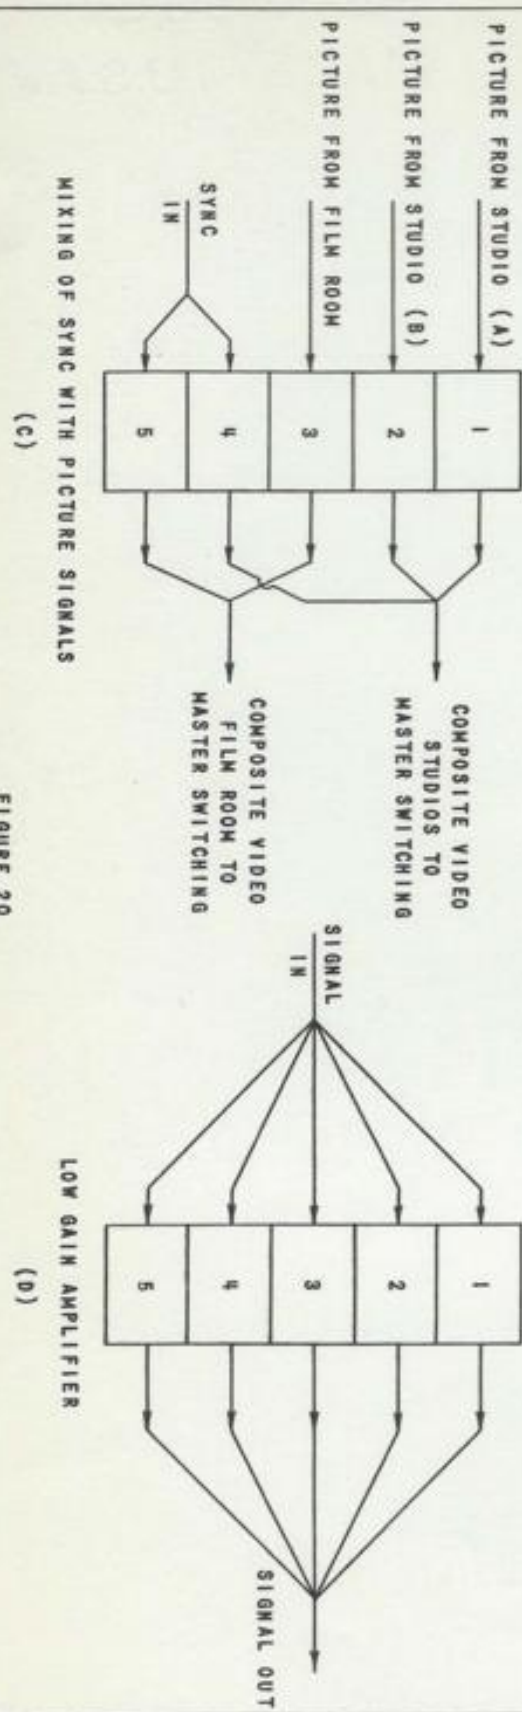 PICTURE FROM STUDIO (A)
PICTURE FROM STUDIO (B)
PICTURE FROM FILM ROOM
SYNC
IN
1
2
3
4
5
COMPOSITE VIDEO
STUDIOS TO
MASTER SWITCHING
COMPOSITE VIDEO
FILM ROOM TO
MASTER SWITCHING
MIXING OF SYNC WITH PICTURE SIGNALS
(C)
SIGNAL
IN
1
2
3
4
5
SIGNAL OUT
LOW GAIN AMPLIFIER
(D)
FIGURE 20